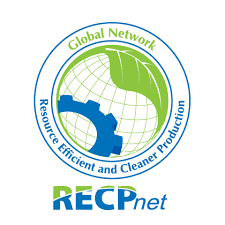 Global Network
Resource Efficient and Cleaner Production
RECPnet